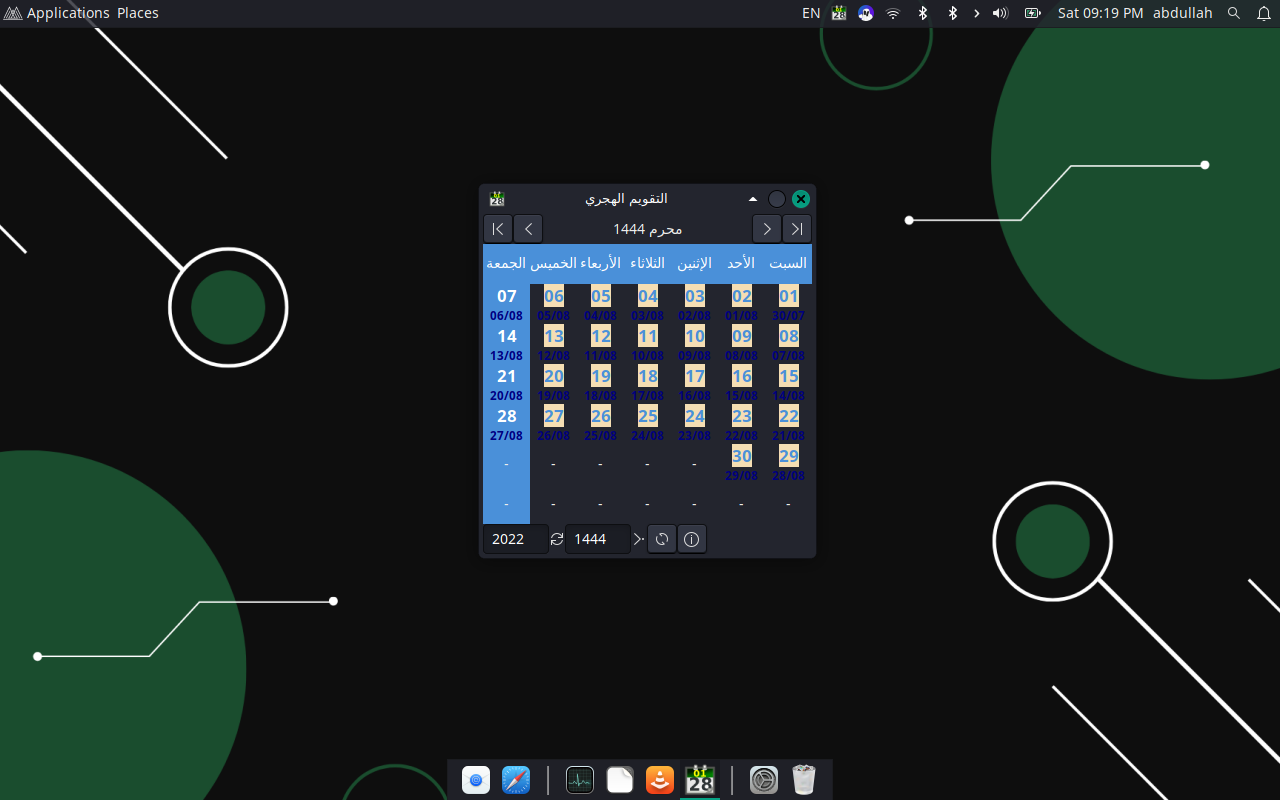 Applications Places
EN 28 Sat 09:19 PM abdullah
28 التقويم الهجري
محرم 1444
السبت الأحد الإثنين الثلاثاء الأربعاء الخميس الجمعة
01 02 03 04 05 06 07
30/07 01/08 02/08 03/08 04/08 05/08 06/08
08 09 10 11 12 13 14
07/08 08/08 09/08 10/08 11/08 12/08 13/08
15 16 17 18 19 20 21
14/08 15/08 16/08 17/08 18/08 19/08 20/08
22 23 24 25 26 27 28
21/08 22/08 23/08 24/08 25/08 26/08 27/08
29 30 - - - - -
28/08 29/08
- - - - - - -
2022 1444
01
28